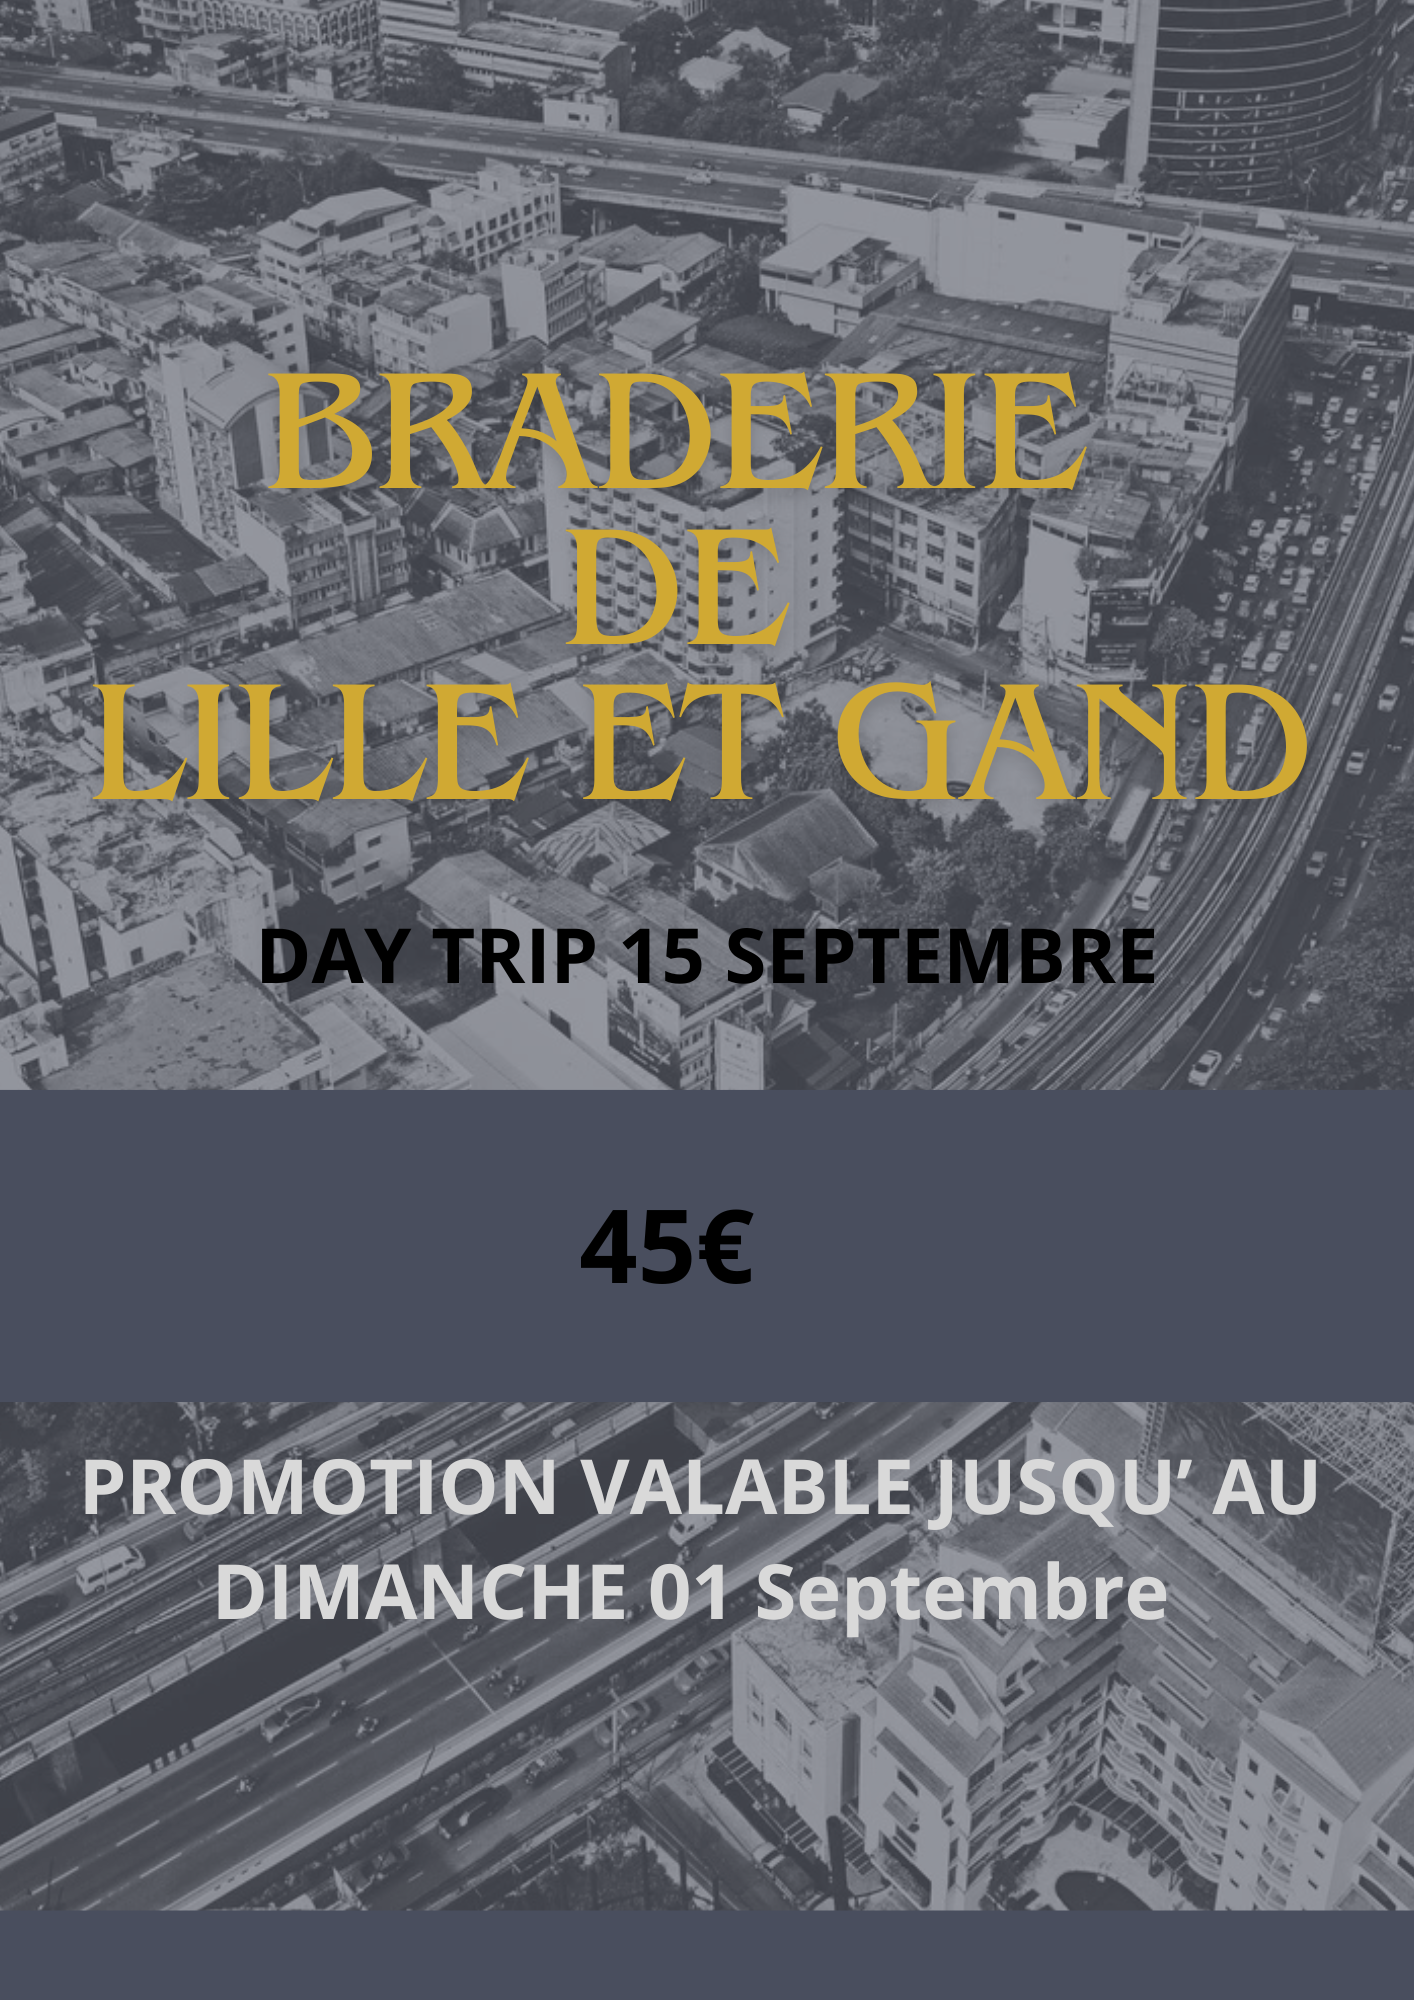 BRADERIE
DE
LILLE ET GAND
DAY TRIP 15 SEPTEMBRE
45€
PROMOTION VALABLE JUSQU’ AU
DIMANCHE 01 Septembre